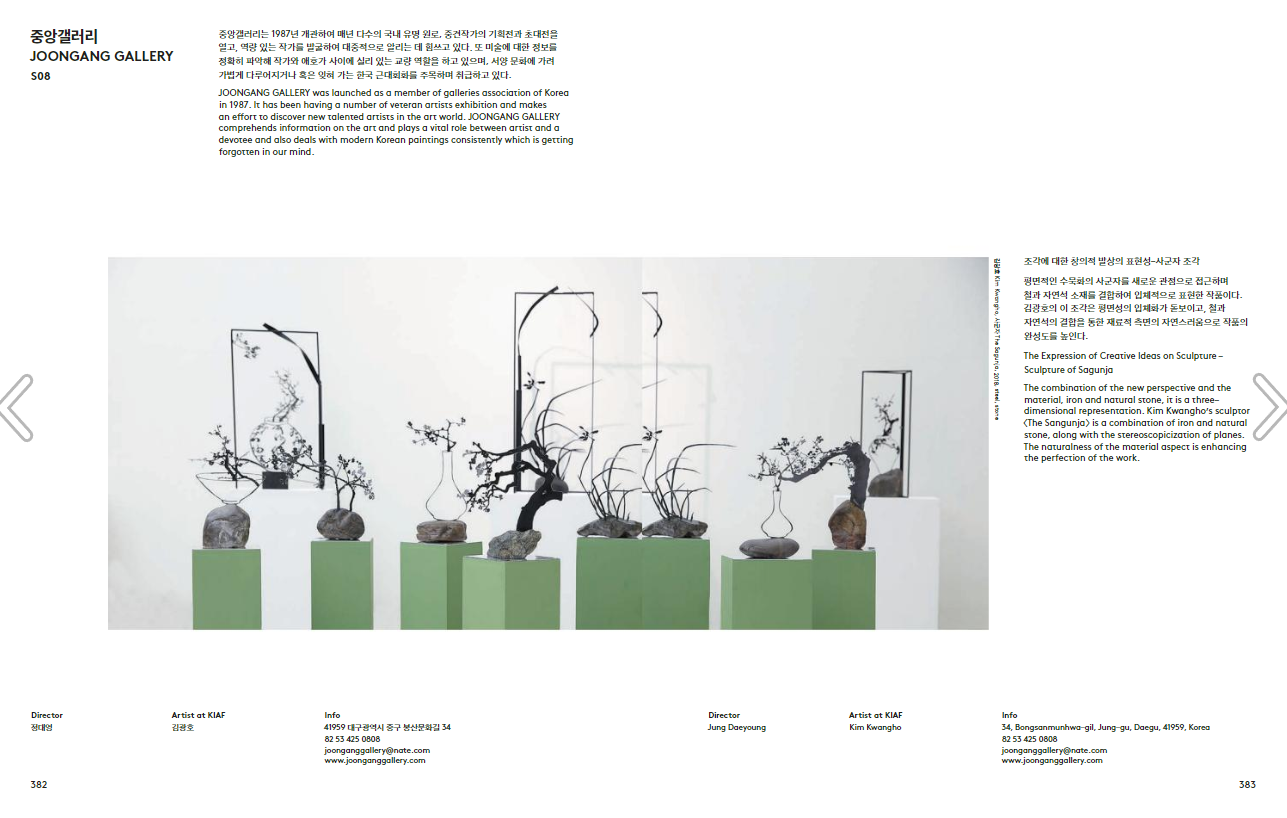 중앙갤러리
JOONGANG GALLERY
S08
중앙갤러리는 1987년 개관하여 매년 다수의 국내 유명 원로, 중견작가의 기획전과 초대전을
열고, 역량 있는 작가를 발굴하여 대중적으로 알리는 데 힘쓰고 있다. 또 미술에 대한 정보를
정확히 파악해 작가와 애호가 사이에 실리 있는 교량 역할을 하고 있으며, 서양 문화에 가려
가볍게 다루어지거나 혹은 잊혀 가는 한국 근대회화를 주목하며 취급하고 있다.
JOONGANG GALLERY was launched as a member of galleries association of Korea
in 1987. It has been having a number of veteran artists exhibition and makes
an effort to discover new talented artists in the art world. JOONGANG GALLERY
comprehends information on the art and plays a vital role between artist and a
devotee and also deals with modern Korean paintings consistently which is getting
forgotten in our mind.
김광호 Kim Kwangho, 사군자 The Sagunja, 2018, steel, stone
조각에 대한 창의적 발상의 표현성–사군자 조각
평면적인 수묵화의 사군자를 새로운 관점으로 접근하며
철과 자연석 소재를 결합하여 입체적으로 표현한 작품이다.
김광호의 이 조각은 평면성의 입체화가 돋보이고, 철과
자연석의 결합을 통한 재료적 측면의 자연스러움으로 작품의
완성도를 높인다.
The Expression of Creative Ideas on Sculpture –
Sculpture of Sagunja
The combination of the new perspective and the
material, iron and natural stone, it is a three-
dimensional representation. Kim Kwangho's sculptor
〈The Sangunja〉 is a combination of iron and natural
stone, along with the stereoscopicization of planes.
The naturalness of the material aspect is enhancing
the perfection of the work.
Director
정대영
Artist at KIAF
김광호
Info
41959 대구광역시 중구 봉산문화길 34
82 53 425 0808
joonganggallery@nate.com
www.joonganggallery.com
Director
Jung Daeyoung
Artist at KIAF
Kim Kwangho
Info
34, Bongsanmunhwa-gil, Jung-gu, Daegu, 41959, Korea
82 53 425 0808
joonganggallery@nate.com
www.joonganggallery.com
382
383